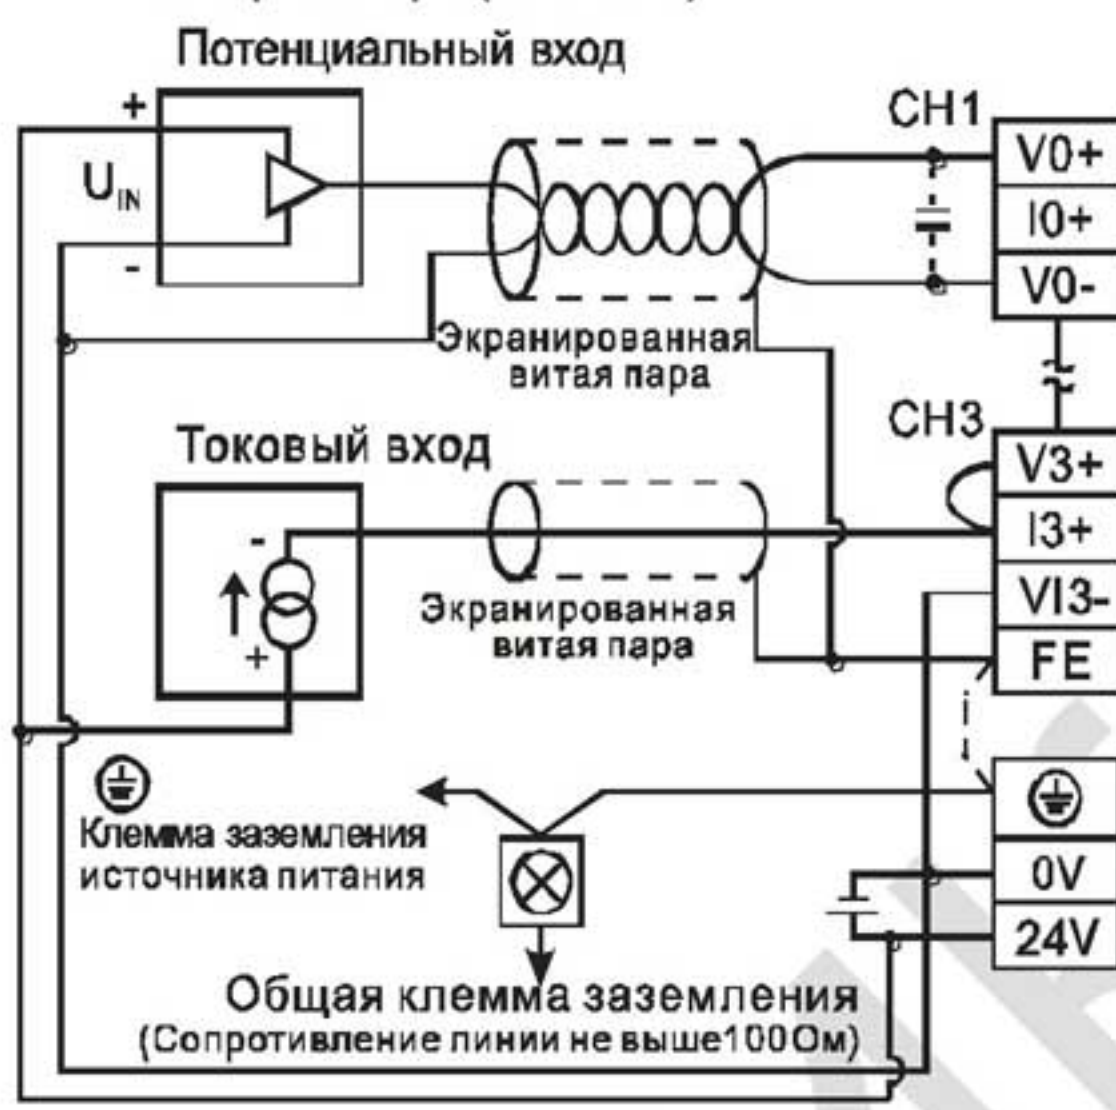 Потенциальный вход
CH1
+
U IN
-
V0+
I0+
V0-
Экранированная
витая пара
CH3
Токовый вход
V3+
I3+
VI3-
FE
-
+
Экранированная
витая пара
Клемма заземления
источника питания
0V
24V
Общая клемма заземления
(Сопротивление линии не выше100Ом)